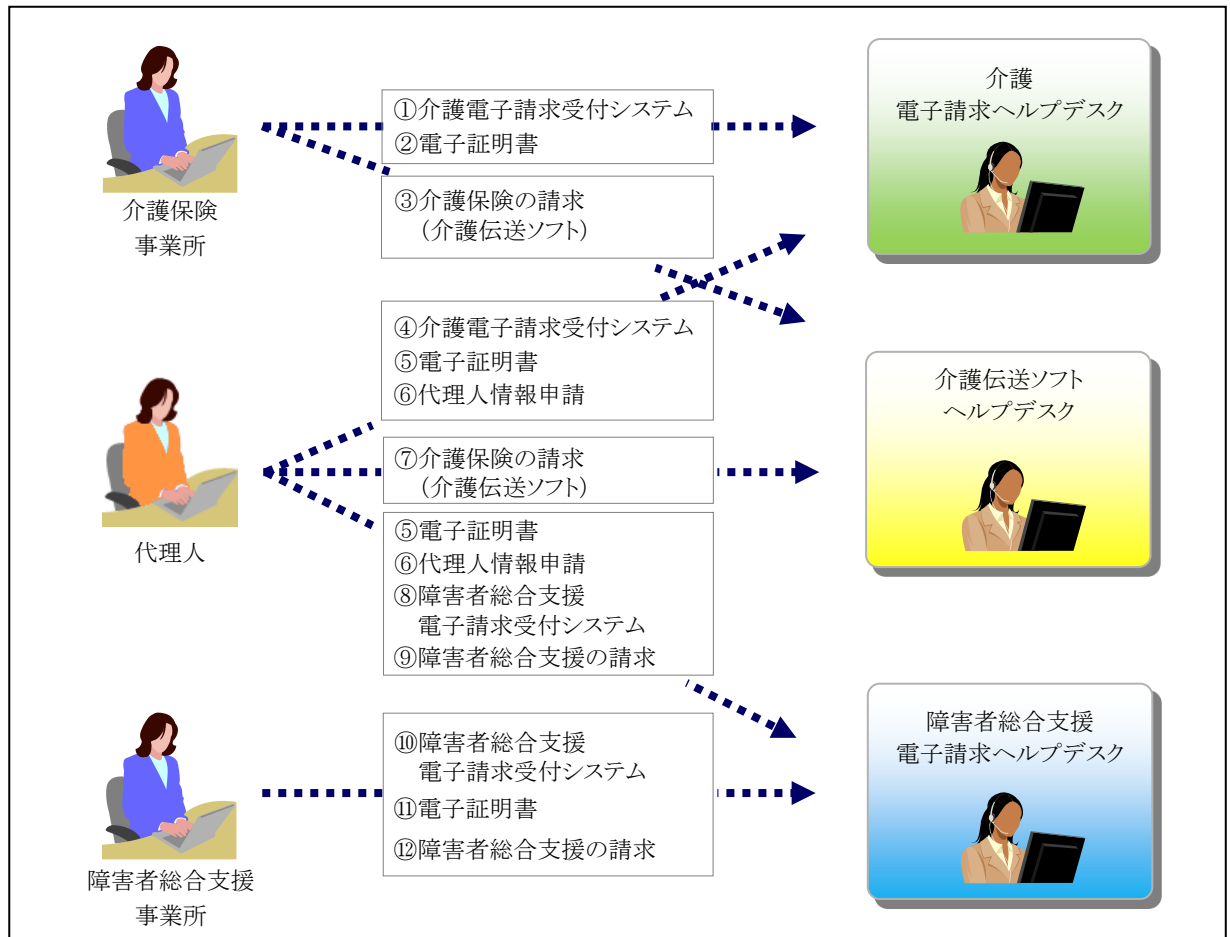 ①介護電子請求受付システム
②電子証明書
③介護保険の請求
（介護伝送ソフト）
介護保険
事業所
介護
電子請求ヘルプデスク
④介護電子請求受付システム
⑤電子証明書
⑥代理人情報申請
⑦介護保険の請求
（介護伝送ソフト）
⑤電子証明書
⑥代理人情報申請
⑧障害者総合支援
電子請求受付システム
⑨障害者総合支援の請求
代理人
介護伝送ソフト
ヘルプデスク
⑩障害者総合支援
電子請求受付システム
⑪電子証明書
⑫障害者総合支援の請求
障害者総合支援
事業所
障害者総合支援
電子請求ヘルプデスク